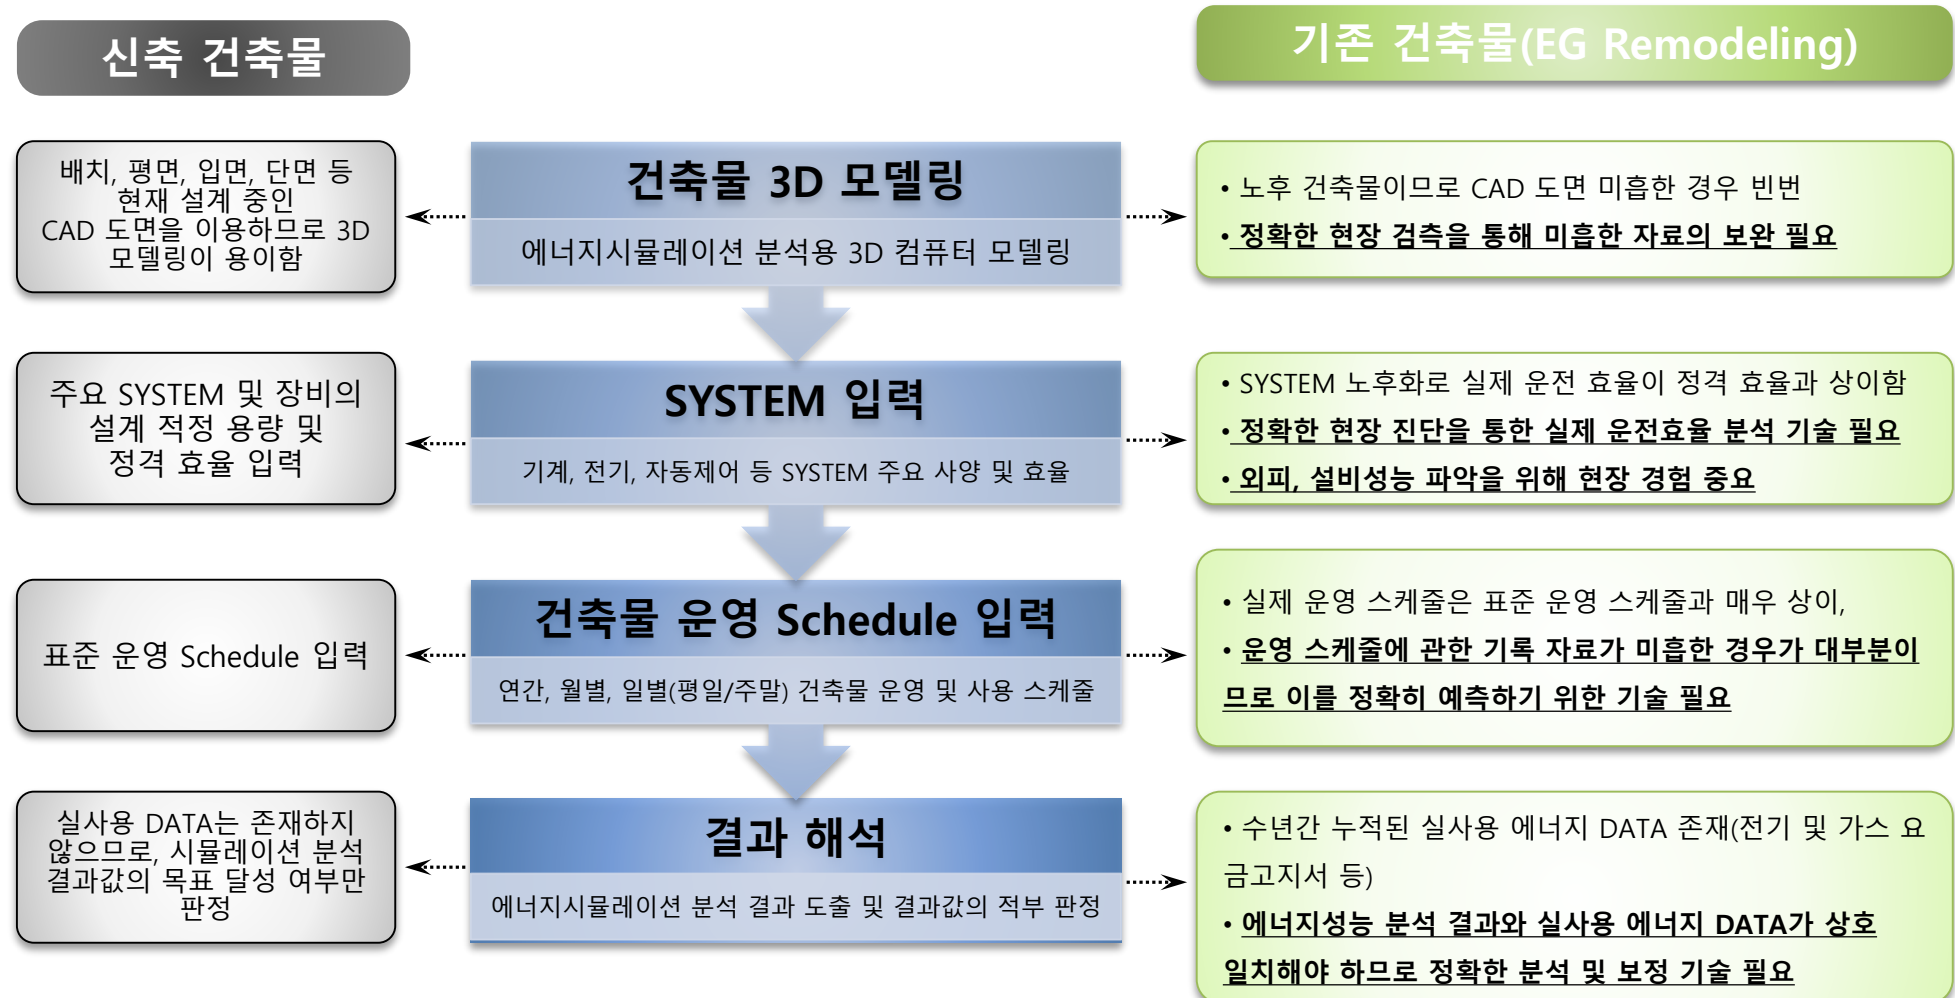 신축 건축물
기존 건축물(EG Remodeling)
배치, 평면, 입면, 단면 등
현재 설계 중인
CAD 도면을 이용하므로 3D
모델링이 용이함
건축물 3D 모델링
에너지시뮬레이션 분석용 3D 컴퓨터 모델링
• 노후 건축물이므로 CAD 도면 미흡한 경우 빈번
• 정확한 현장 검측을 통해 미흡한 자료의 보완 필요
주요 SYSTEM 및 장비의
설계 적정 용량 및
정격 효율 입력
SYSTEM 입력
기계, 전기, 자동제어 등 SYSTEM 주요 사양 및 효율
• SYSTEM 노후화로 실제 운전 효율이 정격 효율과 상이함
• 정확한 현장 진단을 통한 실제 운전효율 분석 기술 필요
• 외피, 설비성능 파악을 위해 현장 경험 중요
표준 운영 Schedule 입력
건축물 운영 Schedule 입력
연간, 월별, 일별(평일/주말) 건축물 운영 및 사용 스케줄
• 실제 운영 스케줄은 표준 운영 스케줄과 매우 상이,
• 운영 스케줄에 관한 기록 자료가 미흡한 경우가 대부분이
므로 이를 정확히 예측하기 위한 기술 필요
실사용 DATA는 존재하지
않으므로, 시뮬레이션 분석
결과값의 목표 달성 여부만
판정
결과 해석
에너지시뮬레이션 분석 결과 도출 및 결과값의 적부 판정
• 수년간 누적된 실사용 에너지 DATA 존재(전기 및 가스 요
금고지서 등)
• 에너지성능 분석 결과와 실사용 에너지 DATA가 상호
일치해야 하므로 정확한 분석 및 보정 기술 필요